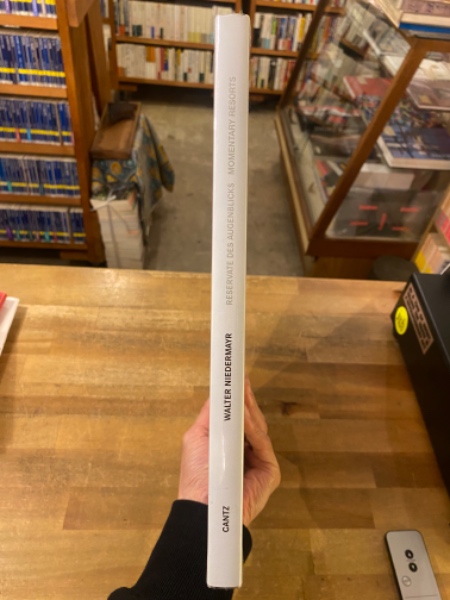 CANTZ
WALTER NIEDERMAYR
RESERVATE DES AUGENBLICKS MOMENTARY RESORTS